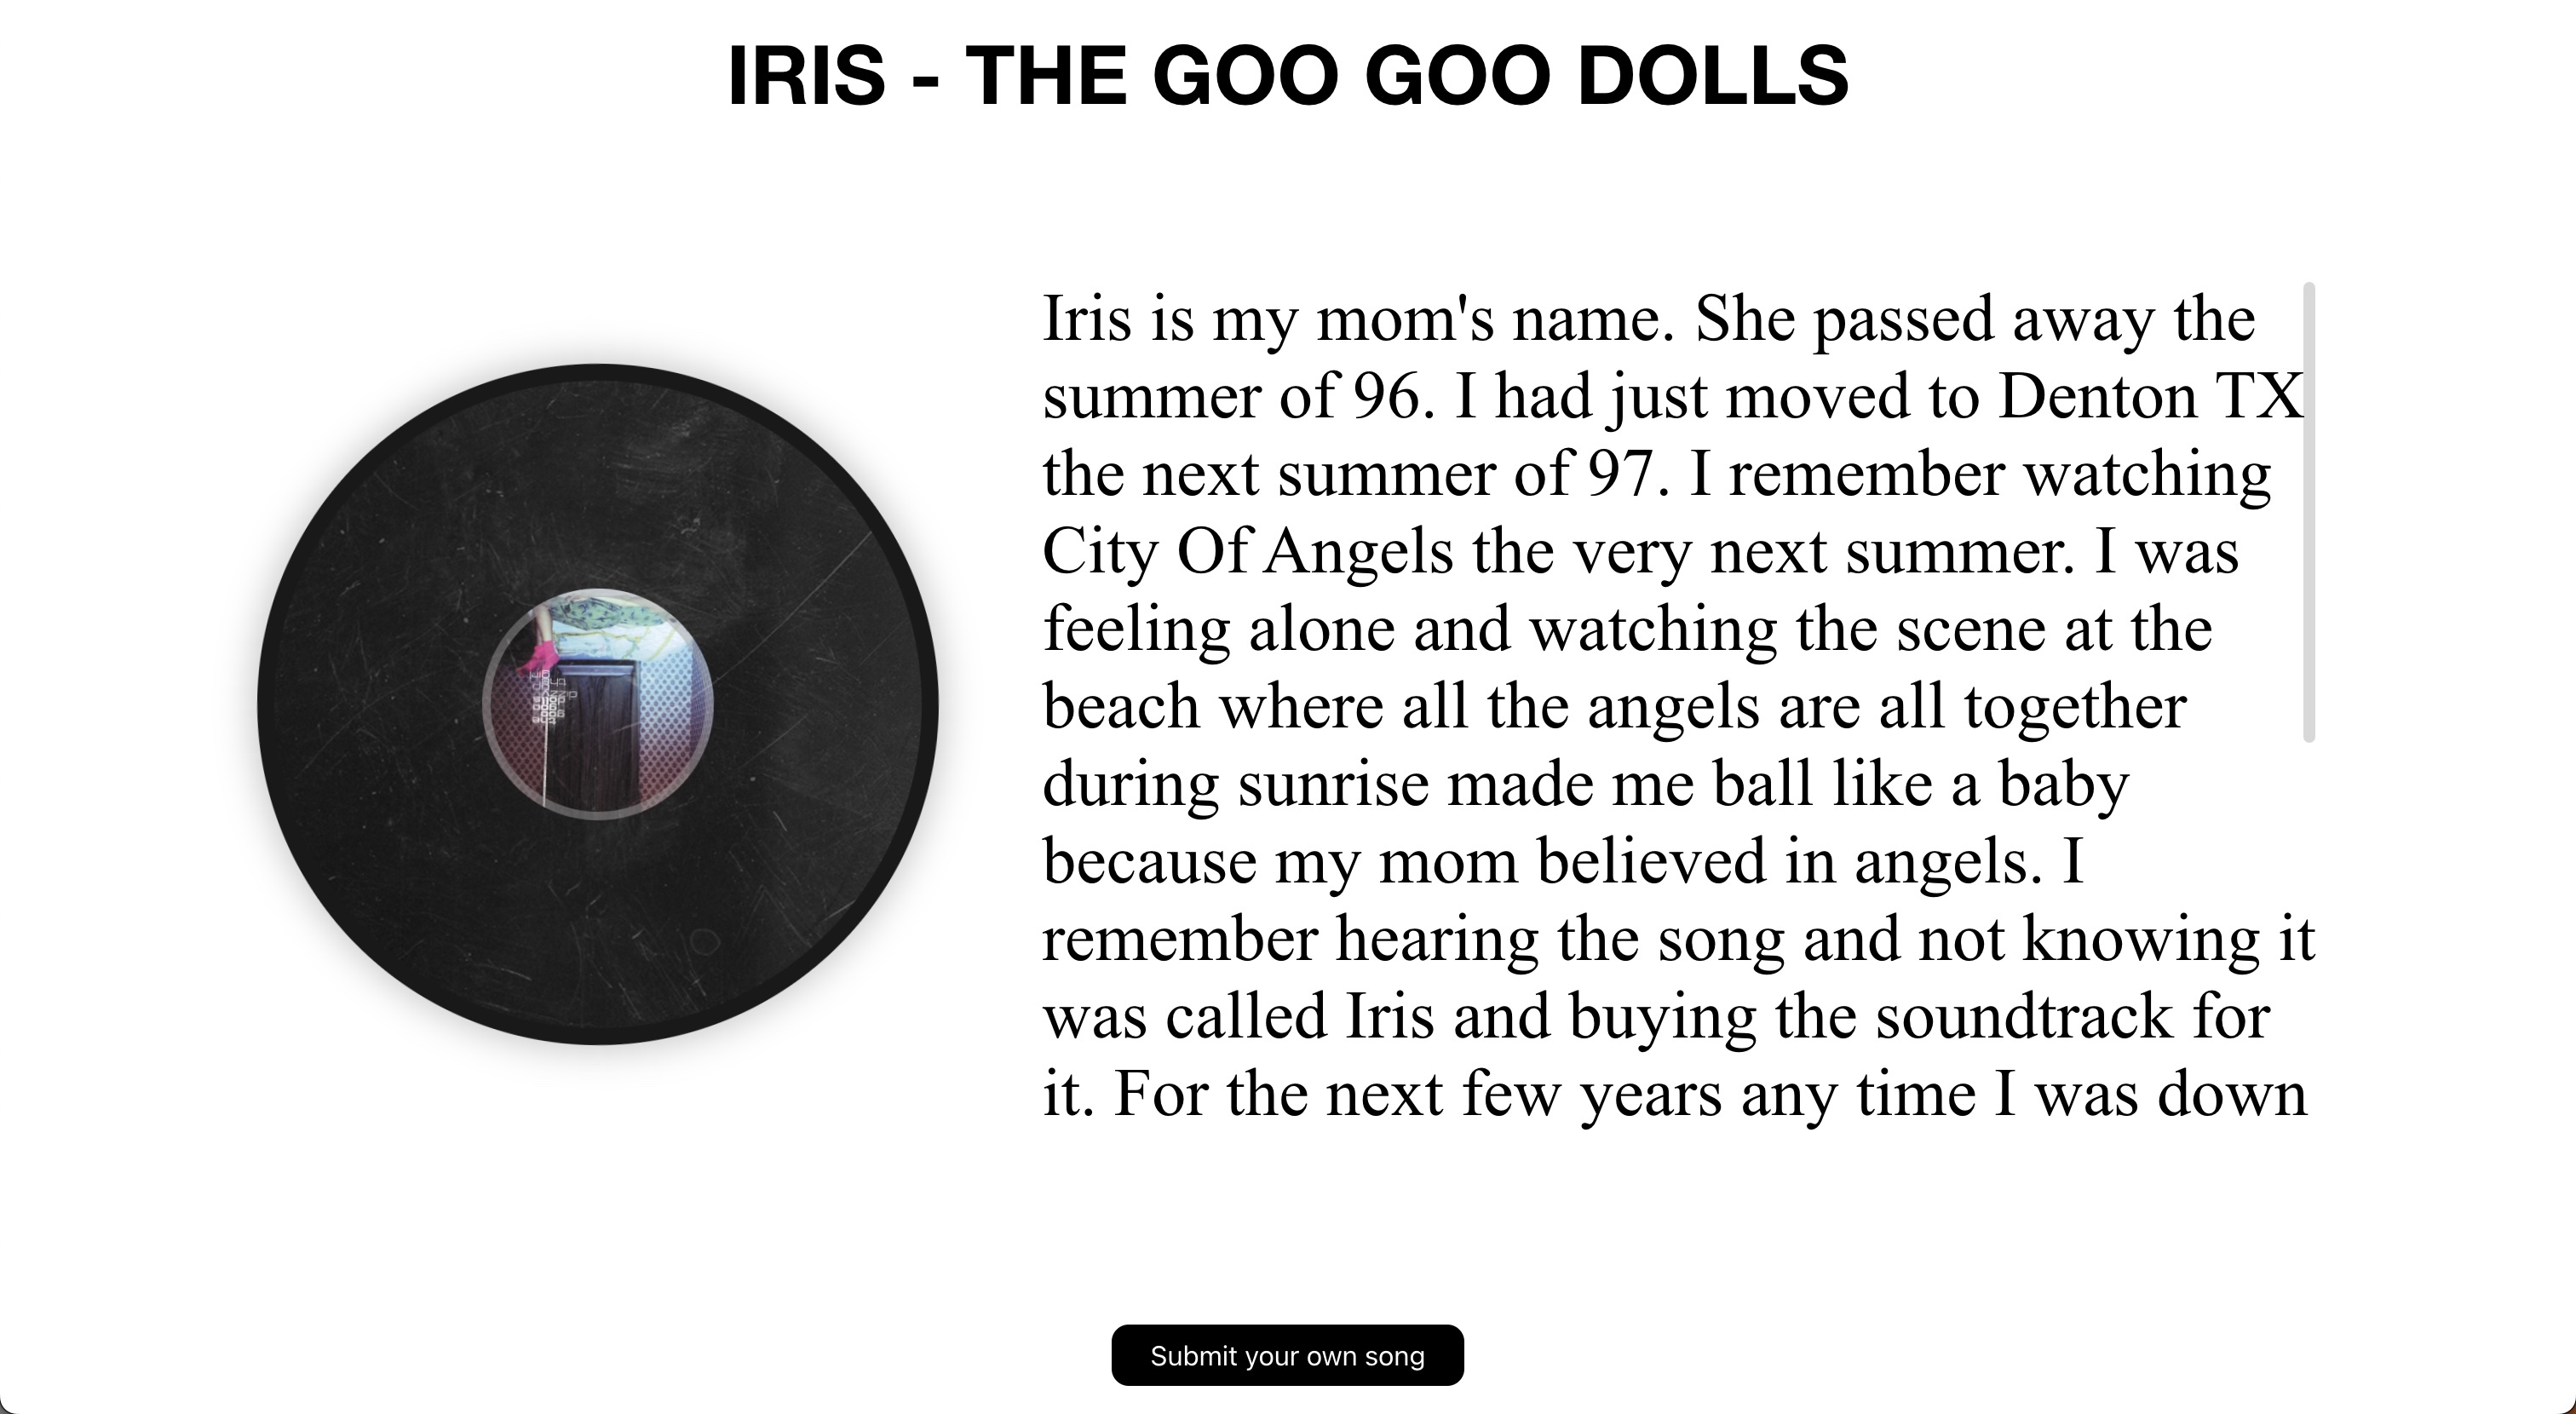 IRIS - THE GOO GOO DOLLS
Iris is my mom's name. She passed away the
summer of 96. I had just moved to Denton TX
the next summer of 97. I remember watching
City Of Angels the very next summer. I was
feeling alone and watching the scene at the
beach where all the angels are all together
during sunrise made me ball like a baby
because my mom believed in angels. I
remember hearing the song and not knowing it
was called Iris and buying the soundtrack for
it. For the next few years any time I was down
Submit your own song